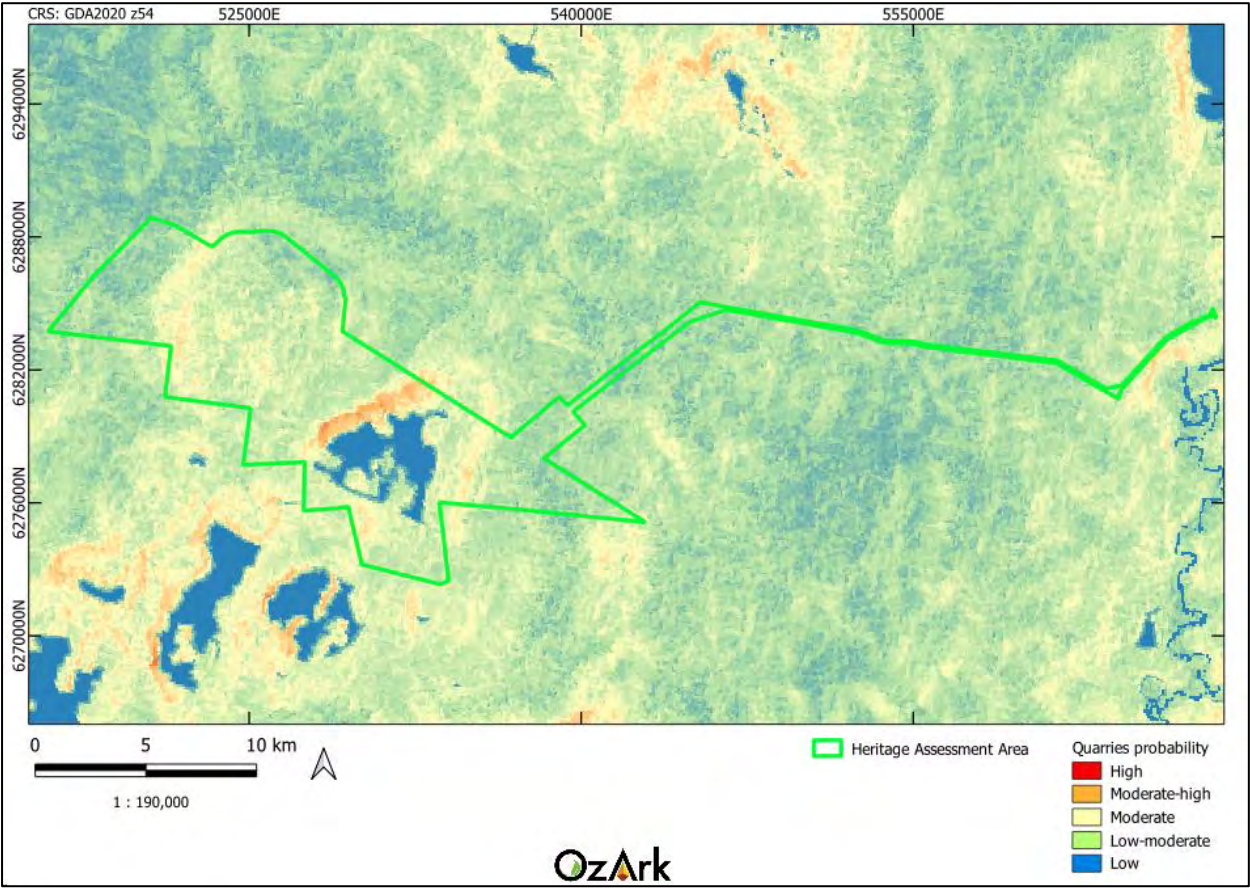 CRS: GDA2020 z54
525000E 540000E 555000E
6294000N
6288000N
6282000N
6276000N
6270000N
0 5 10 km
1 : 190,000
Heritage Assessment Area
Quarries probability
High
Moderate-high
Moderate
Low-moderate
Low
OzArk